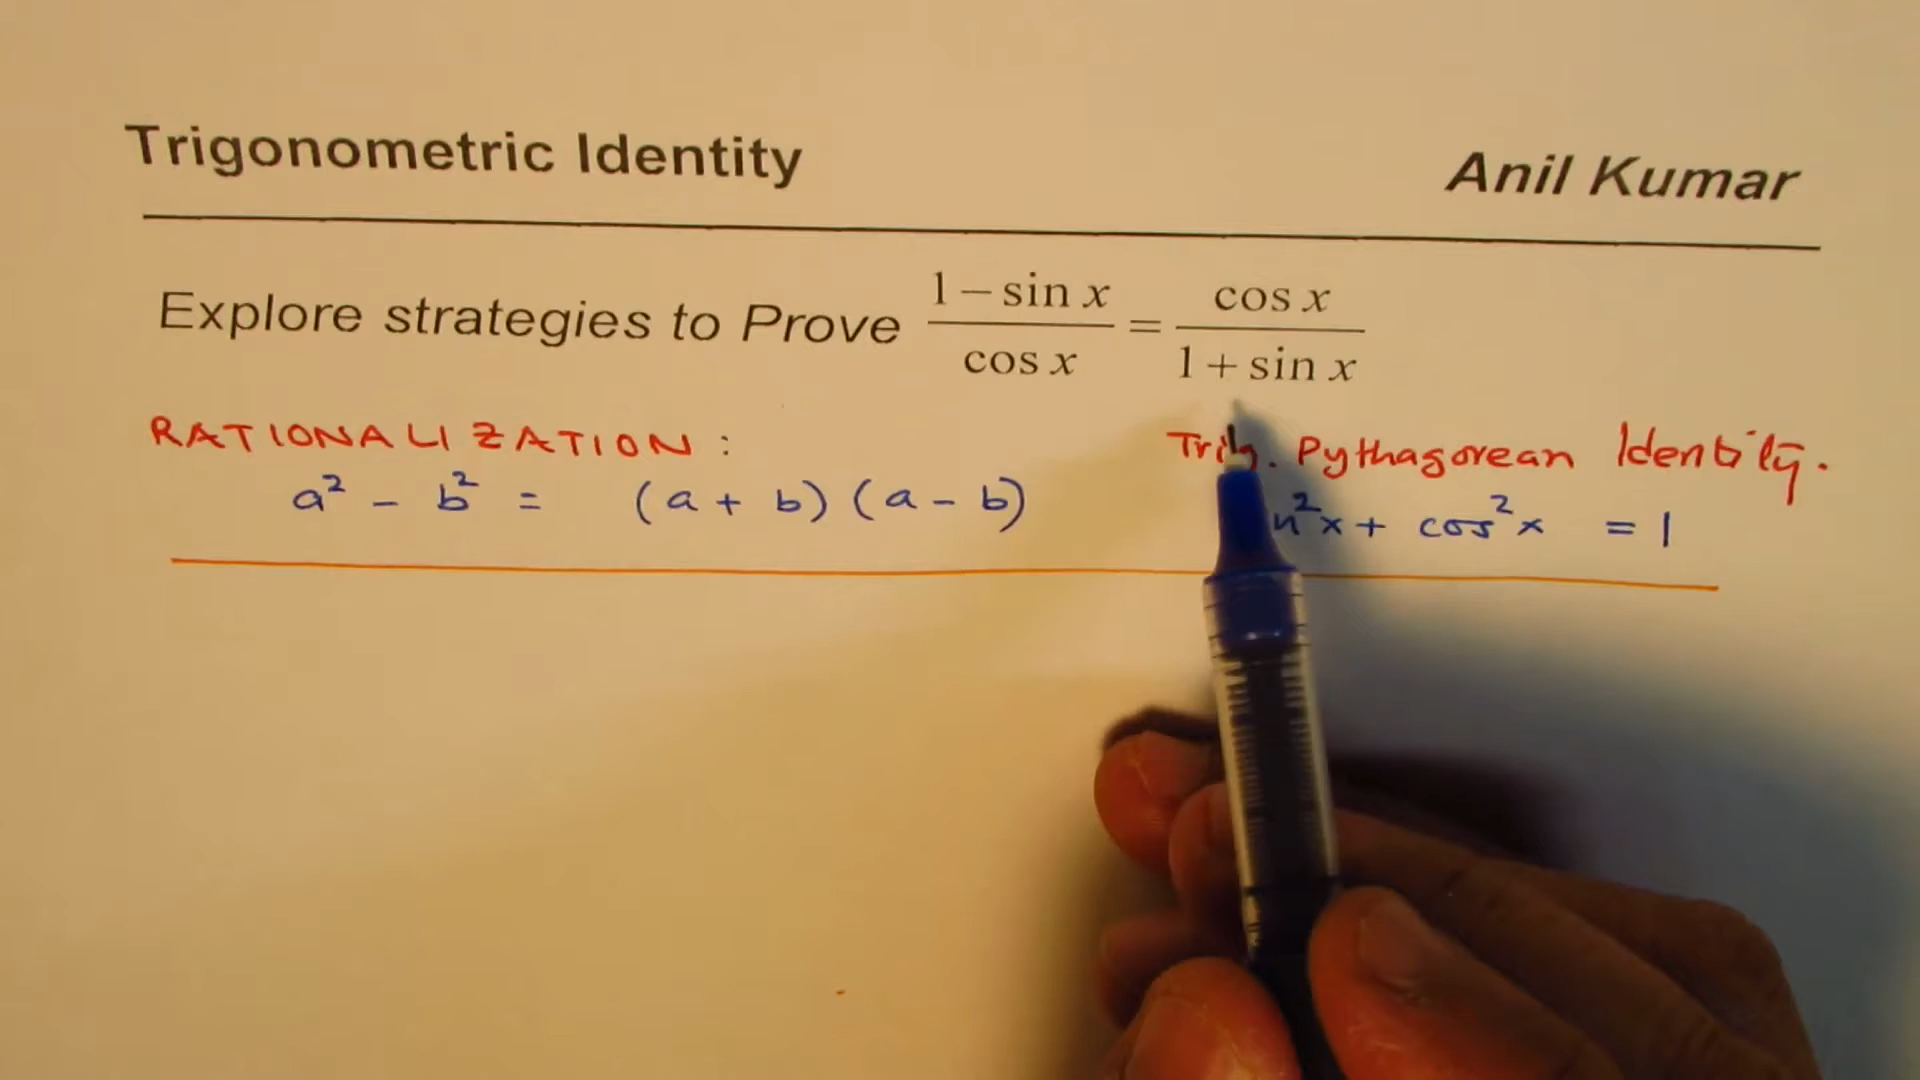 Trigonometric Identity
Anil Kumar
Explore strategies to Prove (1 − sin x)/(cos x) = (cos x)/(1 + sin x)
RATIONALIZATION :
a² − b² = (a + b) (a − b)
Pythagorean Identity.
x + cos²x = 1